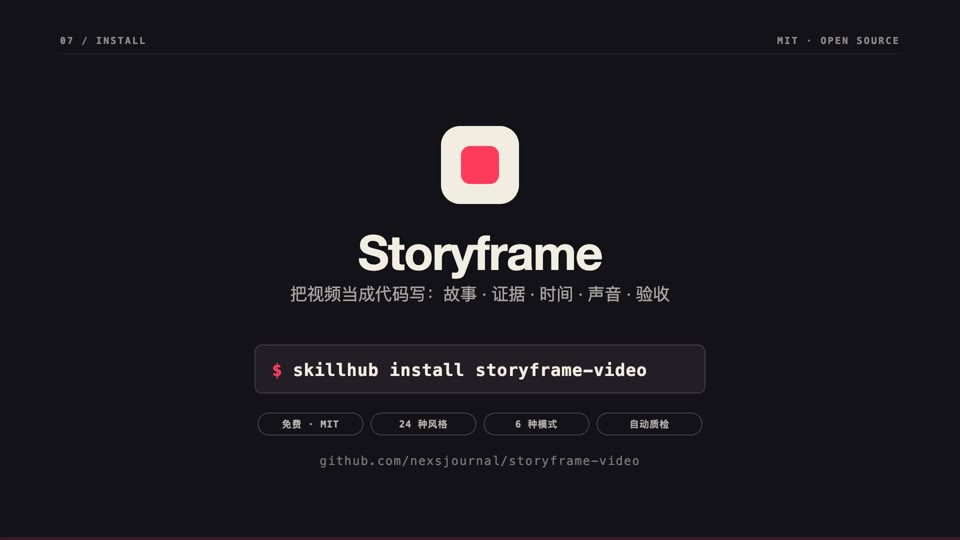 07 / INSTALL
MIT · OPEN SOURCE
Storyframe
把视频当成代码写：故事 · 证据 · 时间 · 声音 · 验收
$ skillhub install storyframe-video
免费 · MIT
24 种风格
6 种模式
自动质检
github.com/nexsjournal/storyframe-video